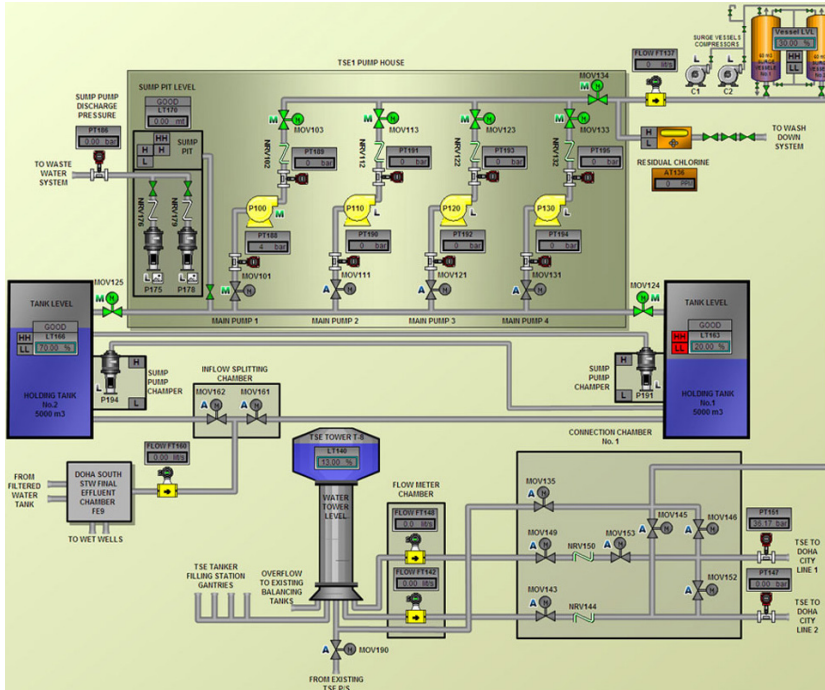 TSE1 PUMP HOUSE
SURGE VESSELS
COMPRESSORS
C1
C2
Vessel LVL
30.00 %
HH
LL
FLOW FT137
0 lit/s
MOV134
SUMP PIT LEVEL
GOOD
LT170
0.00 mt
HH
H H
L
SUMP
PIT
SUMP PUMP
DISCHARGE
PRESSURE
PT186
0.00 bar
TO WASTE
WATER
SYSTEM
NRV176
NRV179
L
L
P175
P178
M
MOV103
M
MOV113
M
MOV123
M
MOV133
NRV102
NRV112
NRV122
NRV132
PT189
0 bar
PT191
0 bar
PT193
0 bar
PT195
0 bar
P100
M
P110
L
P120
L
P130
L
PT188
4 bar
PT190
0 bar
PT192
0 bar
PT194
0 bar
MOV101
A
MOV111
A
MOV121
A
MOV131
MAIN PUMP 1
MAIN PUMP 2
MAIN PUMP 3
MAIN PUMP 4
H
L
TO WASH
DOWN
SYSTEM
RESIDUAL CHLORINE
AT136
0 PPM
MOV125
M
MOV124
M
TANK LEVEL
GOOD
HH
LL
LT166
70.00 %
HOLDING TANK
No.2
5000 m3
H
L
L
P194
SUMP
PUMP
CHAMPER
TANK LEVEL
GOOD
HH
LL
LT163
20.00 %
HOLDING TANK
No.1
5000 m3
SUMP
PUMP
CHAMPER
H
L
L
P191
INFLOW SPLITTING
CHAMBER
MOV162
MOV161
A
A
CONNECTION CHAMBER
No. 1
FLOW FT160
0.00 lit/s
FROM
FILTERED
WATER
TANK
DOHA SOUTH
STW FINAL
EFFLUENT
CHAMBER
FE9
TO WET WELLS
TSE TOWER T-8
LT140
13.00 %
WATER
TOWER
LEVEL
FLOW METER
CHAMBER
FLOW FT148
0.0 lit/s
FLOW FT142
0.00 lit/s
TSE TANKER
FILLING STATION
GANTRIES
OVERFLOW
TO EXISTING
BALANCING
TANKS
A
MOV190
FROM EXISTING
TSE P/S
MOV135
A
MOV145
A
MOV146
A
MOV149
A
NRV150
MOV153
A
MOV143
A
NRV144
MOV152
A
PT151
35.17 bar
TSE TO
DOHA
CITY
LINE 1
PT147
0.00 bar
TSE TO
DOHA
CITY
LINE 2